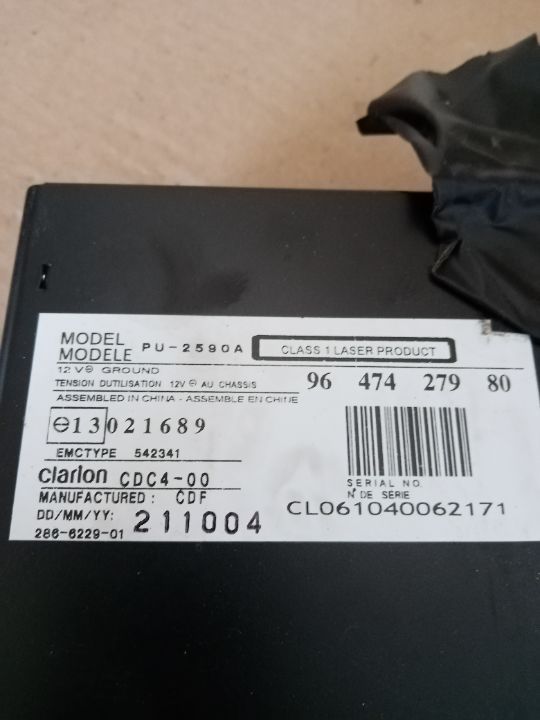 MODEL
MODELE PU-2590A
CLASS 1 LASER PRODUCT
12 V⊖ GROUND
TENSION DUTILISATION 12V ⊖ AU CHASSIS
ASSEMBLED IN CHINA - ASSEMBLE EN CHINE
96 474 279 80
⊖13 021689
EMCTYPE 542341
clarion CDC4-00
MANUFACTURED : CDF
DD/MM/YY: 211004
286-6229-01
SERIAL NO.
N° DE SERIE
CL061040062171